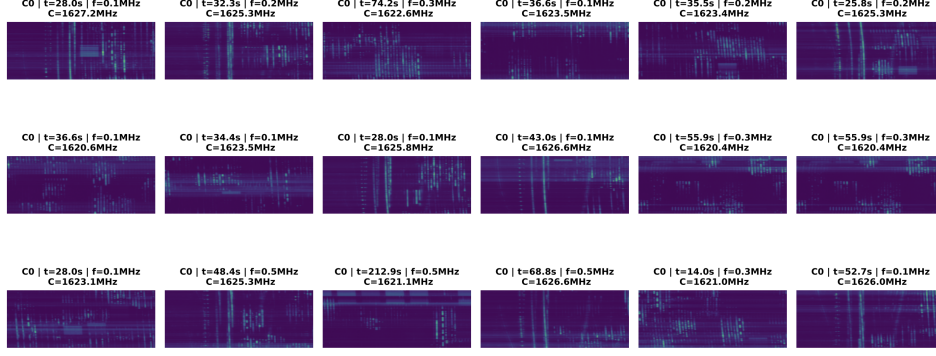 C0 | t=28.0s | f=0.1MHz
C=1627.2MHz
C0 | t=32.3s | f=0.2MHz
C=1625.3MHz
C0 | t=74.2s | f=0.3MHz
C=1622.6MHz
C0 | t=36.6s | f=0.1MHz
C=1623.5MHz
C0 | t=35.5s | f=0.2MHz
C=1623.4MHz
C0 | t=25.8s | f=0.2MHz
C=1625.3MHz
C0 | t=36.6s | f=0.1MHz
C=1620.6MHz
C0 | t=34.4s | f=0.1MHz
C=1623.5MHz
C0 | t=28.0s | f=0.1MHz
C=1625.8MHz
C0 | t=43.0s | f=0.1MHz
C=1626.6MHz
C0 | t=55.9s | f=0.3MHz
C=1620.4MHz
C0 | t=55.9s | f=0.3MHz
C=1620.4MHz
C0 | t=28.0s | f=0.1MHz
C=1623.1MHz
C0 | t=48.4s | f=0.5MHz
C=1625.3MHz
C0 | t=212.9s | f=0.5MHz
C=1621.1MHz
C0 | t=68.8s | f=0.5MHz
C=1626.6MHz
C0 | t=14.0s | f=0.3MHz
C=1621.0MHz
C0 | t=52.7s | f=0.1MHz
C=1626.0MHz